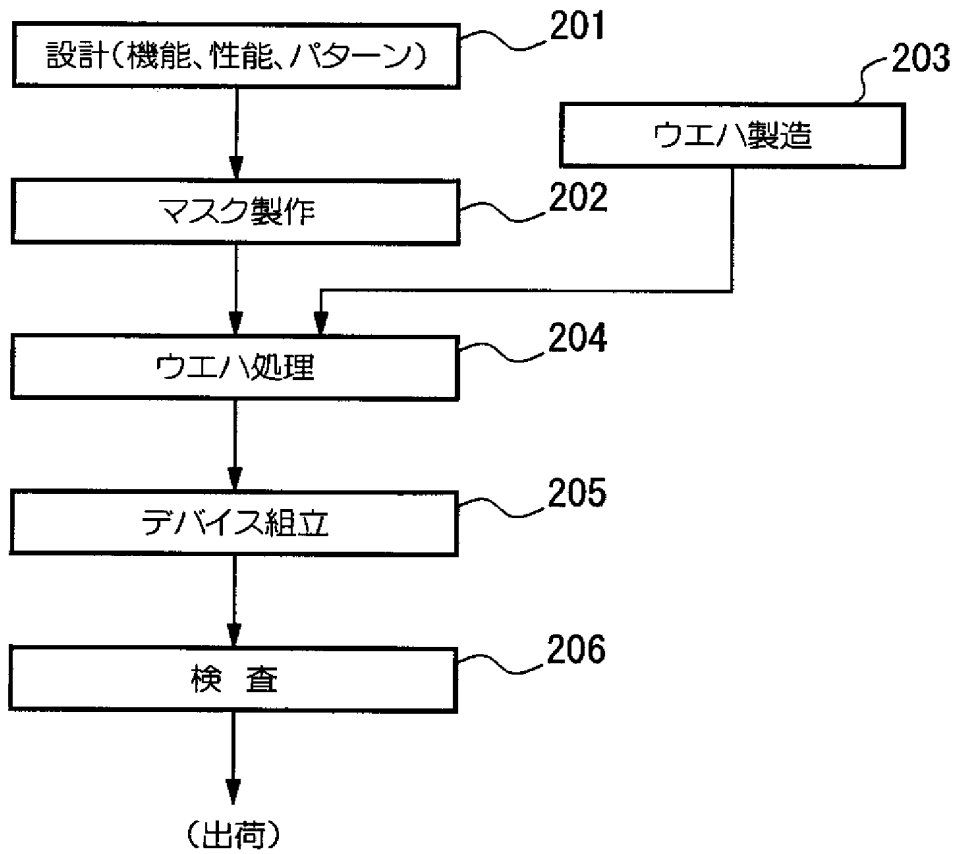 設計(機能、性能、パターン)
201
203
ウエハ製造
マスク製作
202
ウエハ処理
204
デバイス組立
205
検 査
206
(出荷)